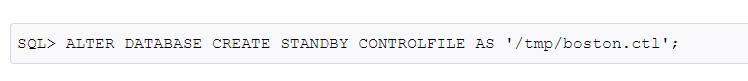 SQL> ALTER DATABASE CREATE STANDBY CONTROLFILE AS '/tmp/boston.ctl';